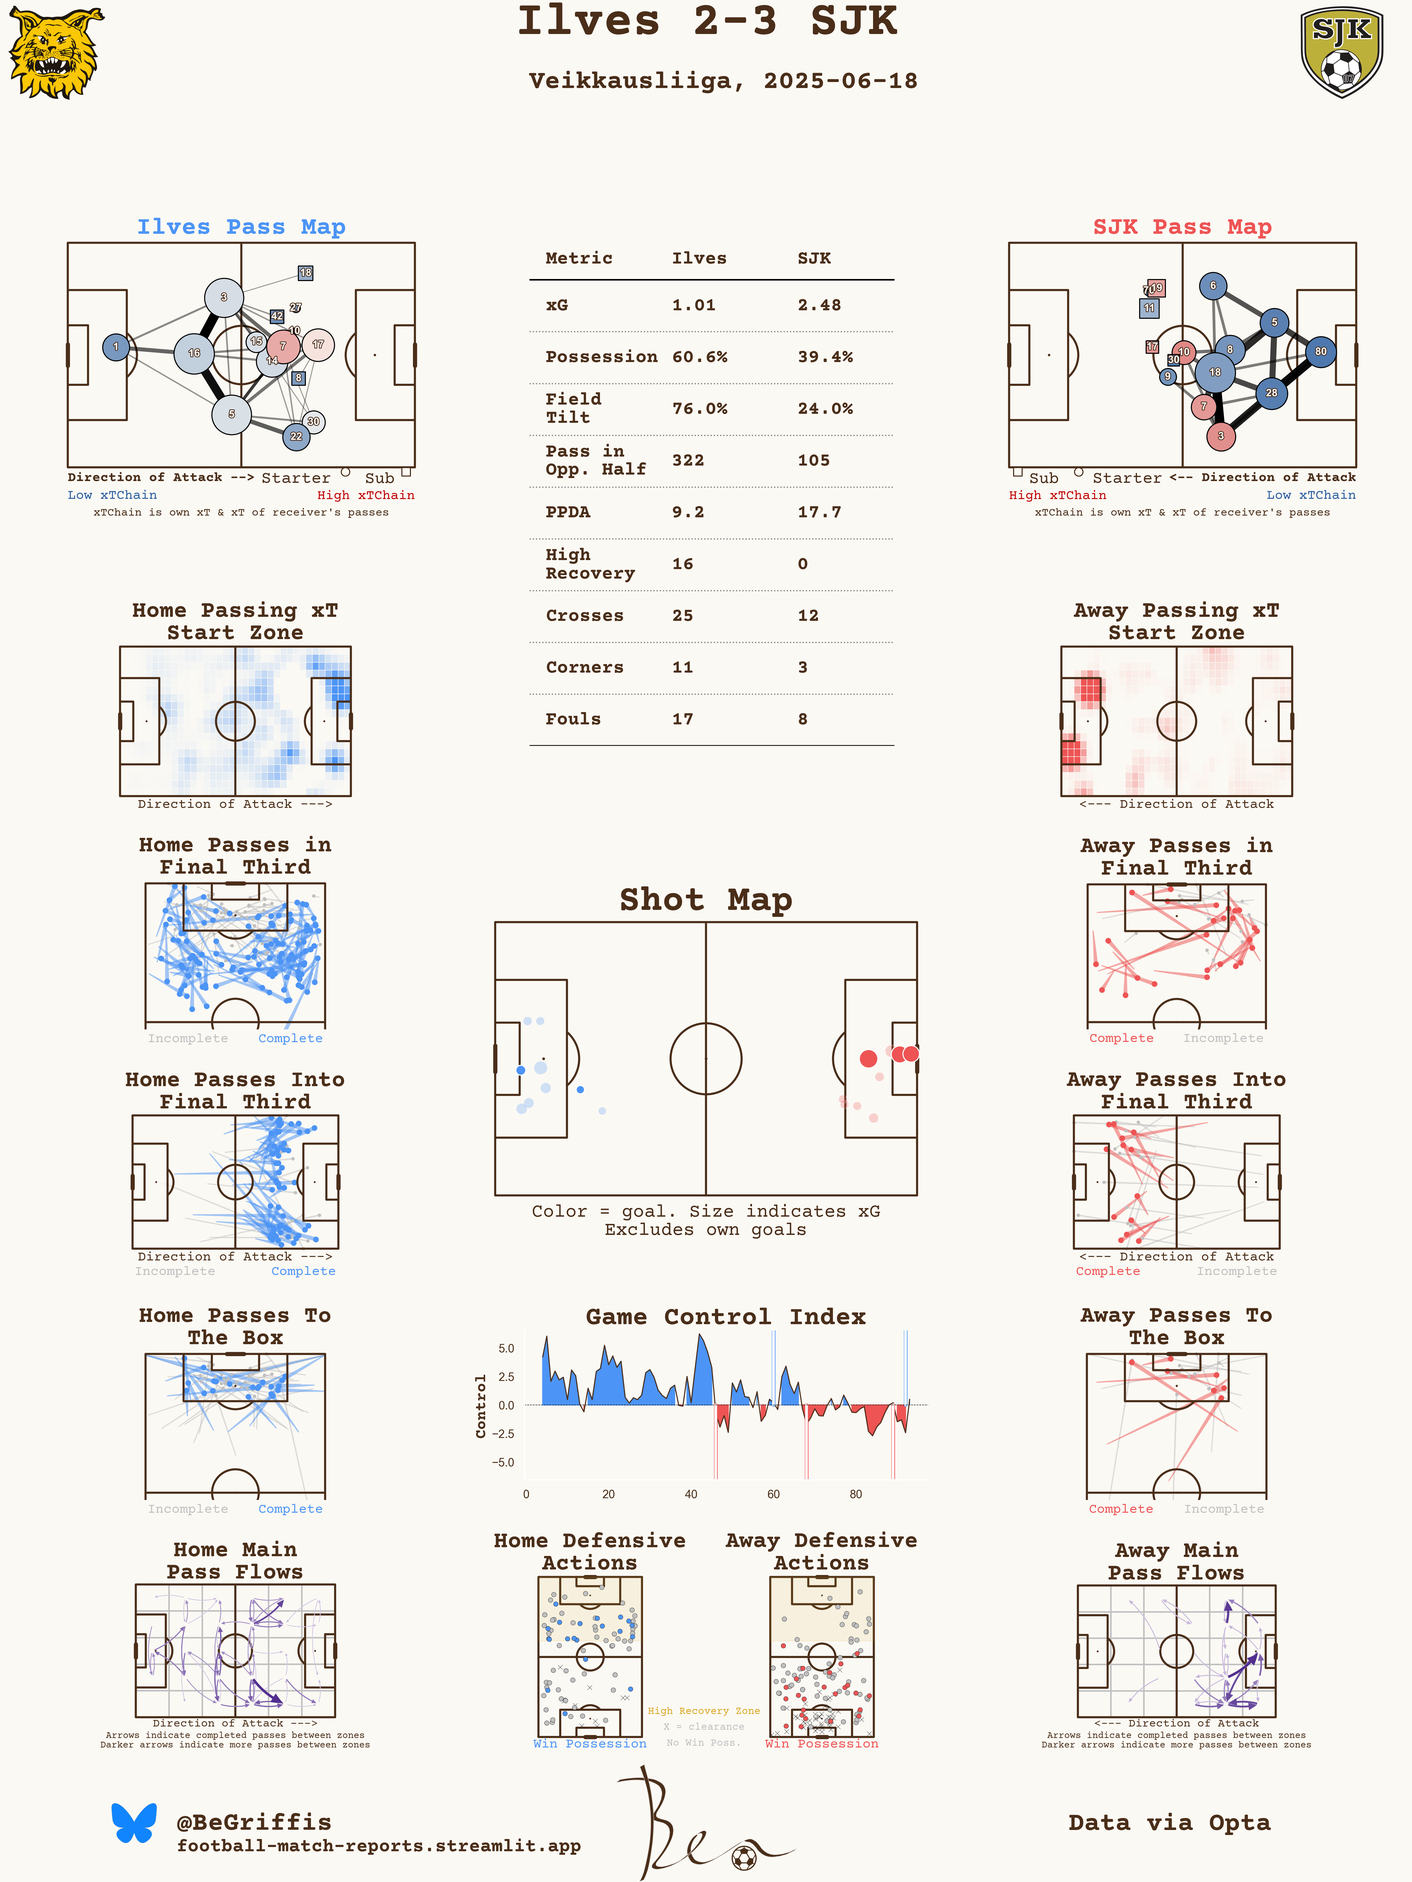 Ilves 2-3 SJK
Veikkausliiga, 2025-06-18
SJK
Ilves Pass Map
18
27
42
3
10
15
7
17
1
16
14
8
5
30
22
Direction of Attack --> Starter Sub
Low xTChain High xTChain
xTChain is own xT & xT of receiver's passes
Metric Ilves SJK
xG 1.01 2.48
Possession 60.6% 39.4%
Field
Tilt 76.0% 24.0%
Pass in
Opp. Half 322 105
PPDA 9.2 17.7
High
Recovery 16 0
Crosses 25 12
Corners 11 3
Fouls 17 8
SJK Pass Map
6
19
11
5
17
10
8
80
30
9
18
28
7
3
Sub Starter <-- Direction of Attack
High xTChain Low xTChain
xTChain is own xT & xT of receiver's passes
Home Passing xT
Start Zone
Direction of Attack --->
Away Passing xT
Start Zone
<--- Direction of Attack
Home Passes in
Final Third
Incomplete Complete
Away Passes in
Final Third
Complete Incomplete
Shot Map
Color = goal. Size indicates xG
Excludes own goals
Home Passes Into
Final Third
Direction of Attack --->
Incomplete Complete
Away Passes Into
Final Third
<--- Direction of Attack
Complete Incomplete
Home Passes To
The Box
Incomplete Complete
Game Control Index
Control
5.0
2.5
0.0
−2.5
−5.0
0 20 40 60 80
Away Passes To
The Box
Complete Incomplete
Home Main
Pass Flows
Direction of Attack --->
Arrows indicate completed passes between zones
Darker arrows indicate more passes between zones
Home Defensive
Actions
Win Possession
High Recovery Zone
X = clearance
No Win Poss.
Away Defensive
Actions
Win Possession
Away Main
Pass Flows
<--- Direction of Attack
Arrows indicate completed passes between zones
Darker arrows indicate more passes between zones
@BeGriffis
football-match-reports.streamlit.app
Ben
Data via Opta